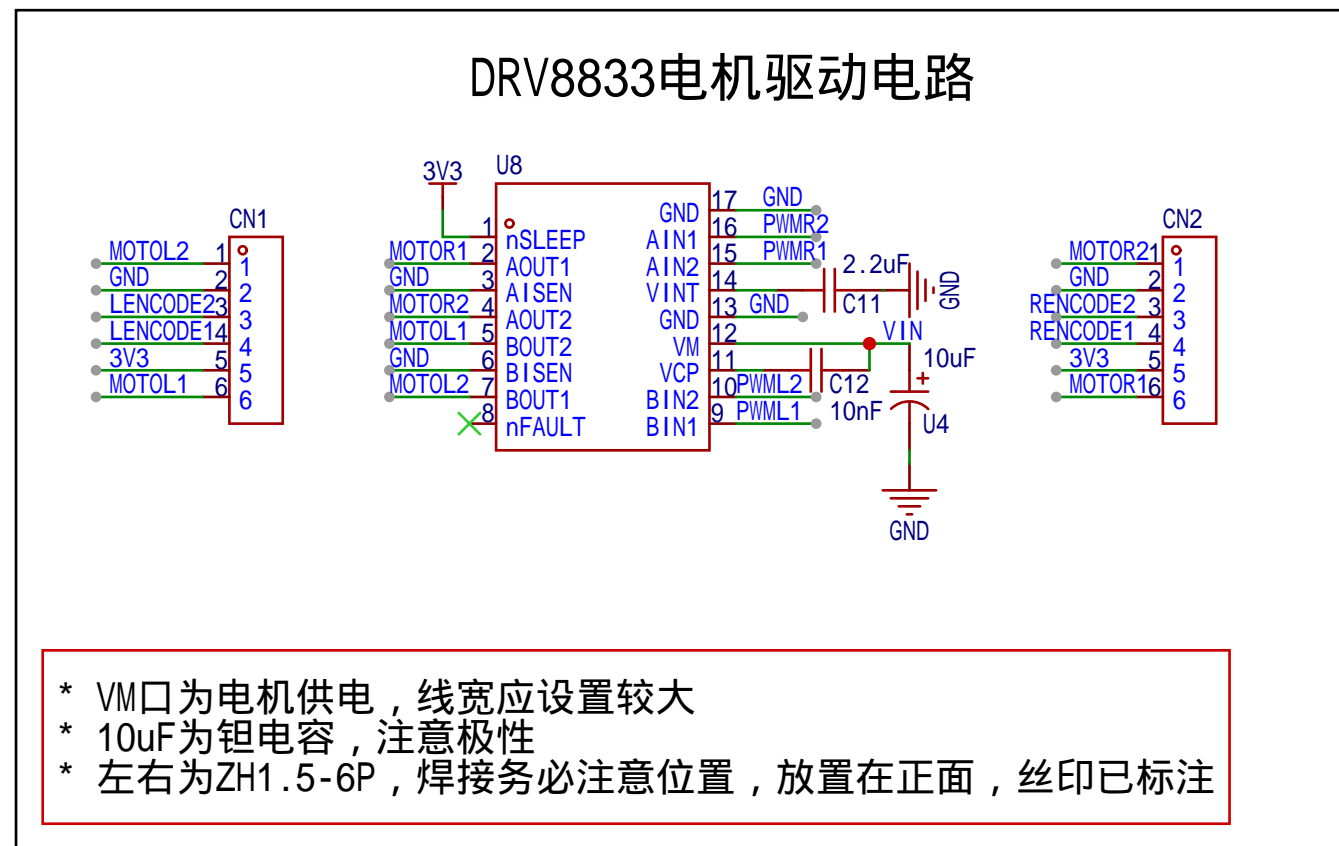 DRV8833电机驱动电路
CN1
MOTOL2 1 1
GND 2 2
LENCODE2 3 3
LENCODE1 4 4
3V3 5 5
MOTOL1 6 6
3V3
U8
1 nSLEEP
MOTOR1 2 AOUT1
GND 3 AISEN
MOTOR2 4 AOUT2
MOTOL1 5 BOUT2
GND 6 BISEN
MOTOL2 7 BOUT1
8 nFAULT
GND 17 GND
AIN1 16 PWMR2
AIN2 15 PWMR1
VINT 14
GND 13 GND
VM 12
VCP 11
BIN2 10 PWML2
BIN1 9 PWML1
2.2uF
C11
GND
VIN
C12
10nF
10uF
+
U4
GND
CN2
MOTOR2 1 1
GND 2 2
RENCODE2 3 3
RENCODE1 4 4
3V3 5 5
MOTOR1 6 6
* VM口为电机供电，线宽应设置较大
* 10uF为钽电容，注意极性
* 左右为ZH1.5-6P，焊接务必注意位置，放置在正面，丝印已标注